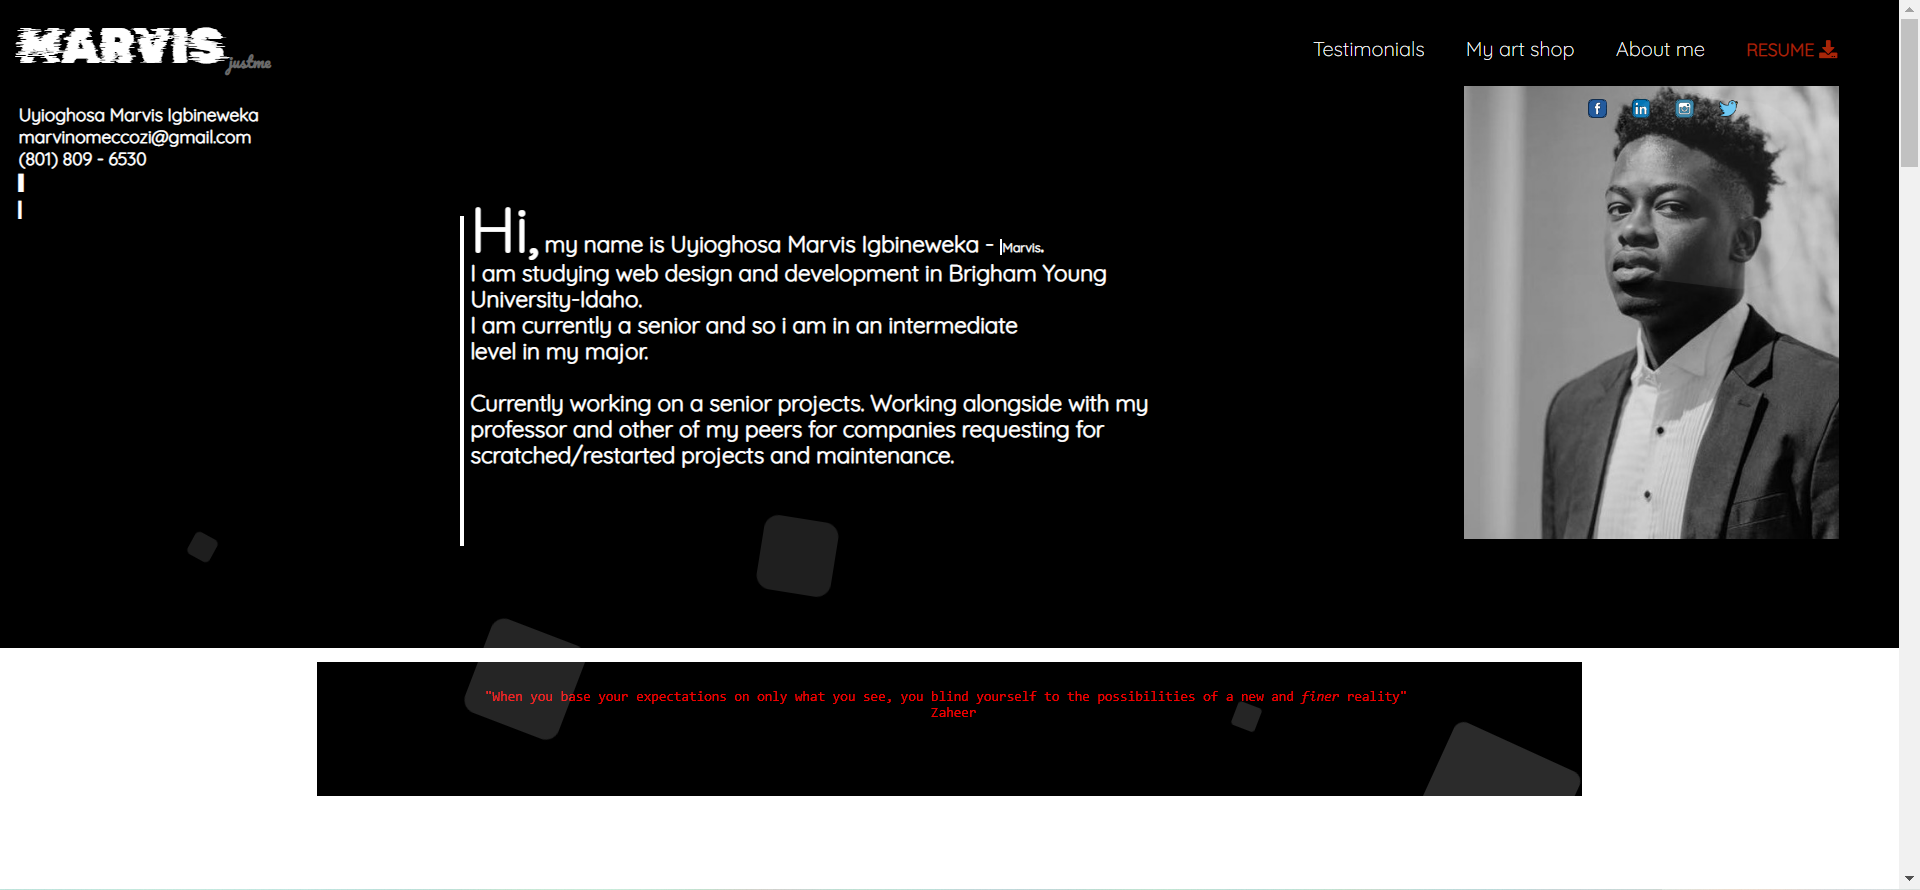 MARVIS justme
Testimonials My art shop About me RESUME
Uyioghosa Marvis Igbineweka
marvinomeccozi@gmail.com
(801) 809 - 6530
Hi, my name is Uyioghosa Marvis Igbineweka - |Marvis.
I am studying web design and development in Brigham Young
University-Idaho.
I am currently a senior and so i am in an intermediate
level in my major.
Currently working on a senior projects. Working alongside with my
professor and other of my peers for companies requesting for
scratched/restarted projects and maintenance.
"When you base your expectations on only what you see, you blind yourself to the possibilities of a new and finer reality"
Zaheer